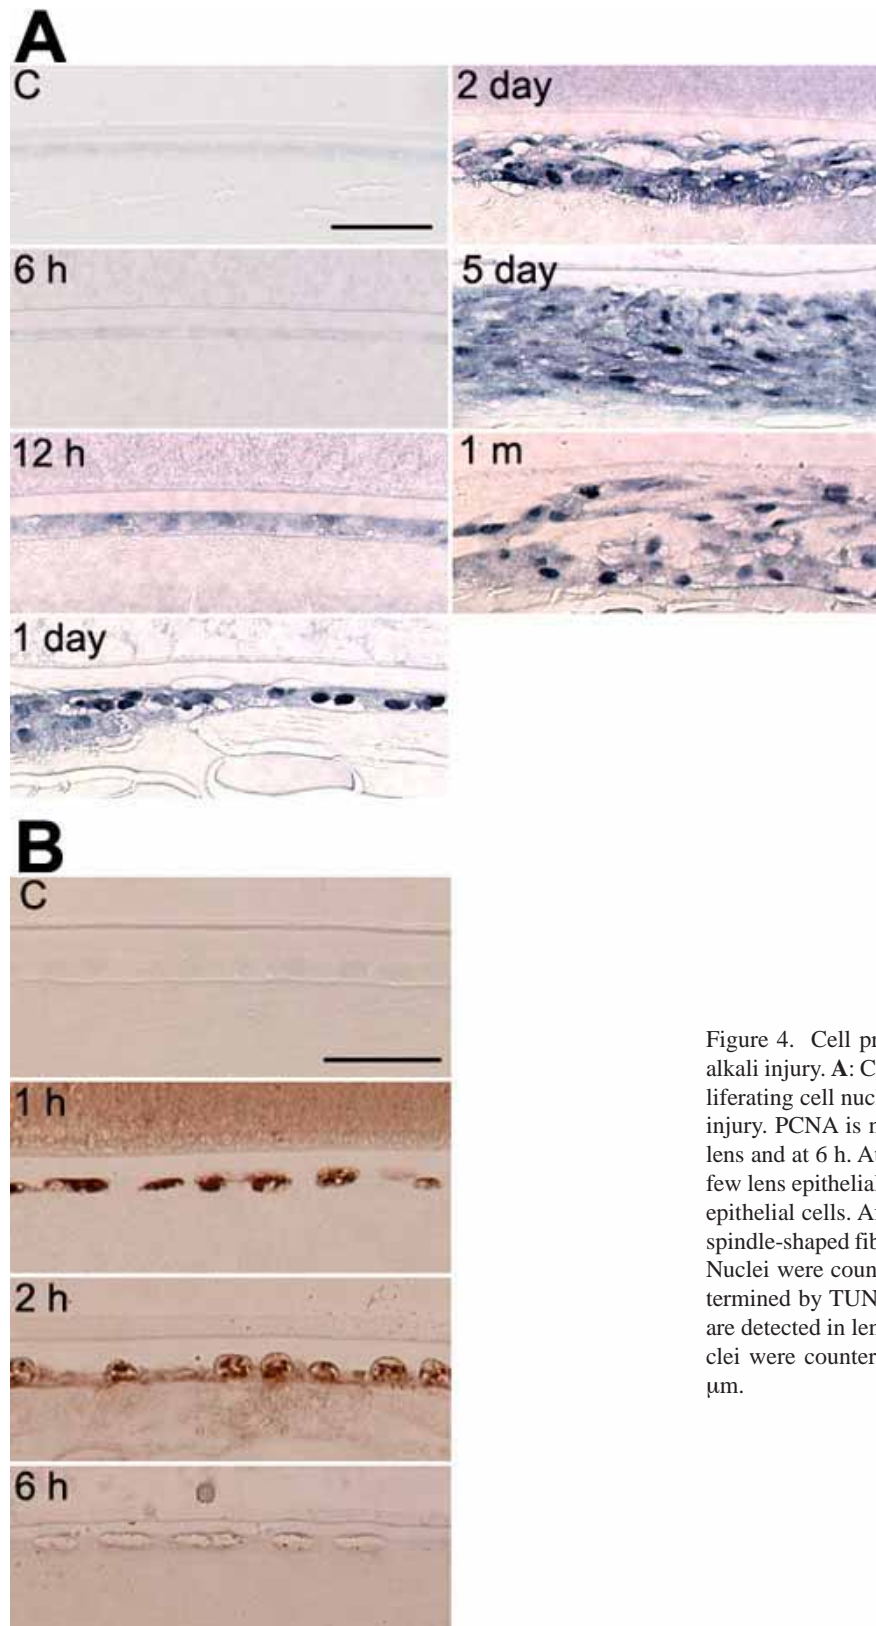 A
C
2 day
6 h
5 day
12 h
1 m
1 day
B
C
1 h
2 h
6 h
Figure 4. Cell pr
alkali injury. A: C
liferating cell nuc
injury. PCNA is n
lens and at 6 h. A
few lens epithelial
epithelial cells. A
spindle-shaped fib
Nuclei were coun
termined by TUN
are detected in len
clei were counter
μm.